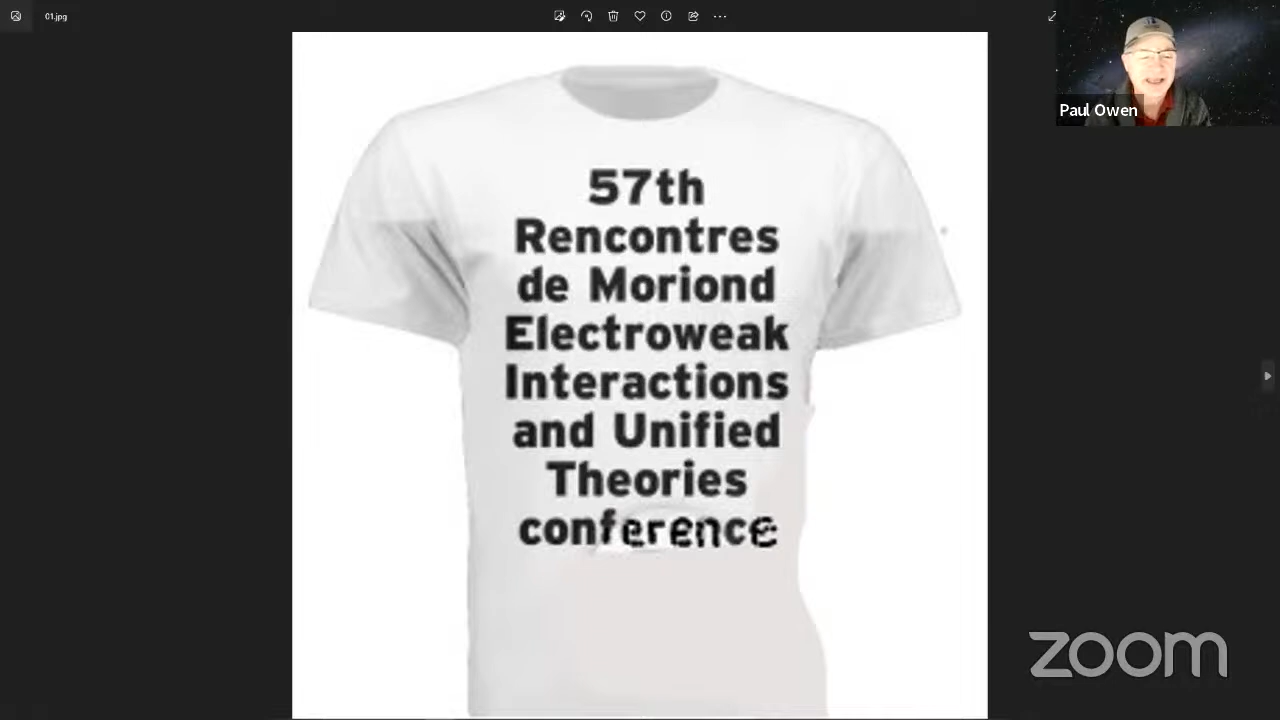 01.jpg
Paul Owen
57th
Rencontres
de Moriond
Electroweak
Interactions
and Unified
Theories
conference
zoom